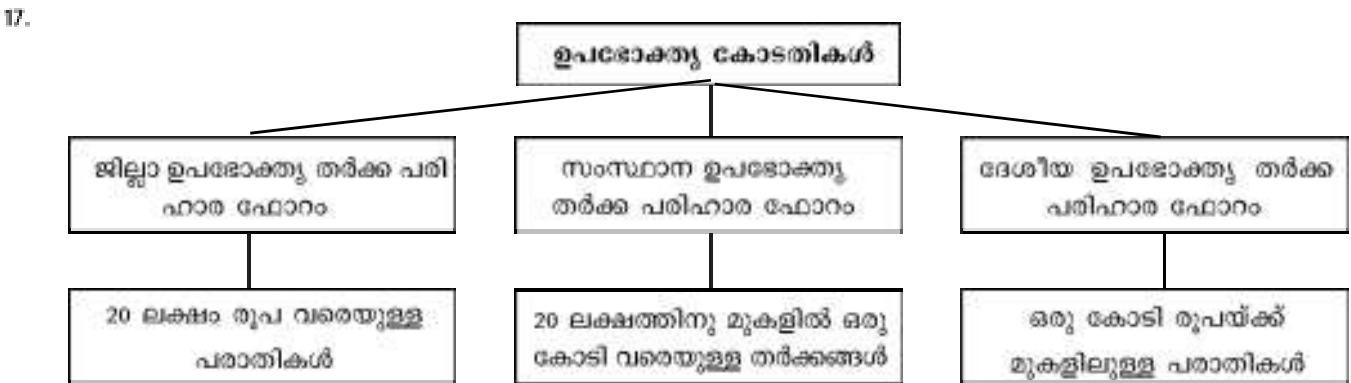 17.
ഉപഭോക്തൃ കോടതികൾ
ജില്ലാ ഉപഭോക്തൃ തർക്ക പരി
ഹാര ഫോറം
സംസ്ഥാന ഉപഭോക്തൃ
തർക്ക പരിഹാര ഫോറം
ദേശീയ ഉപഭോക്തൃ തർക്ക
പരിഹാര ഫോറം
20 ലക്ഷം രൂപ വരെയുള്ള
പരാതികൾ
20 ലക്ഷത്തിനു മുകളിൽ ഒരു
കോടി വരെയുള്ള തർക്കങ്ങൾ
ഒരു കോടി രൂപയ്ക്ക്
മുകളിലുള്ള പരാതികൾ